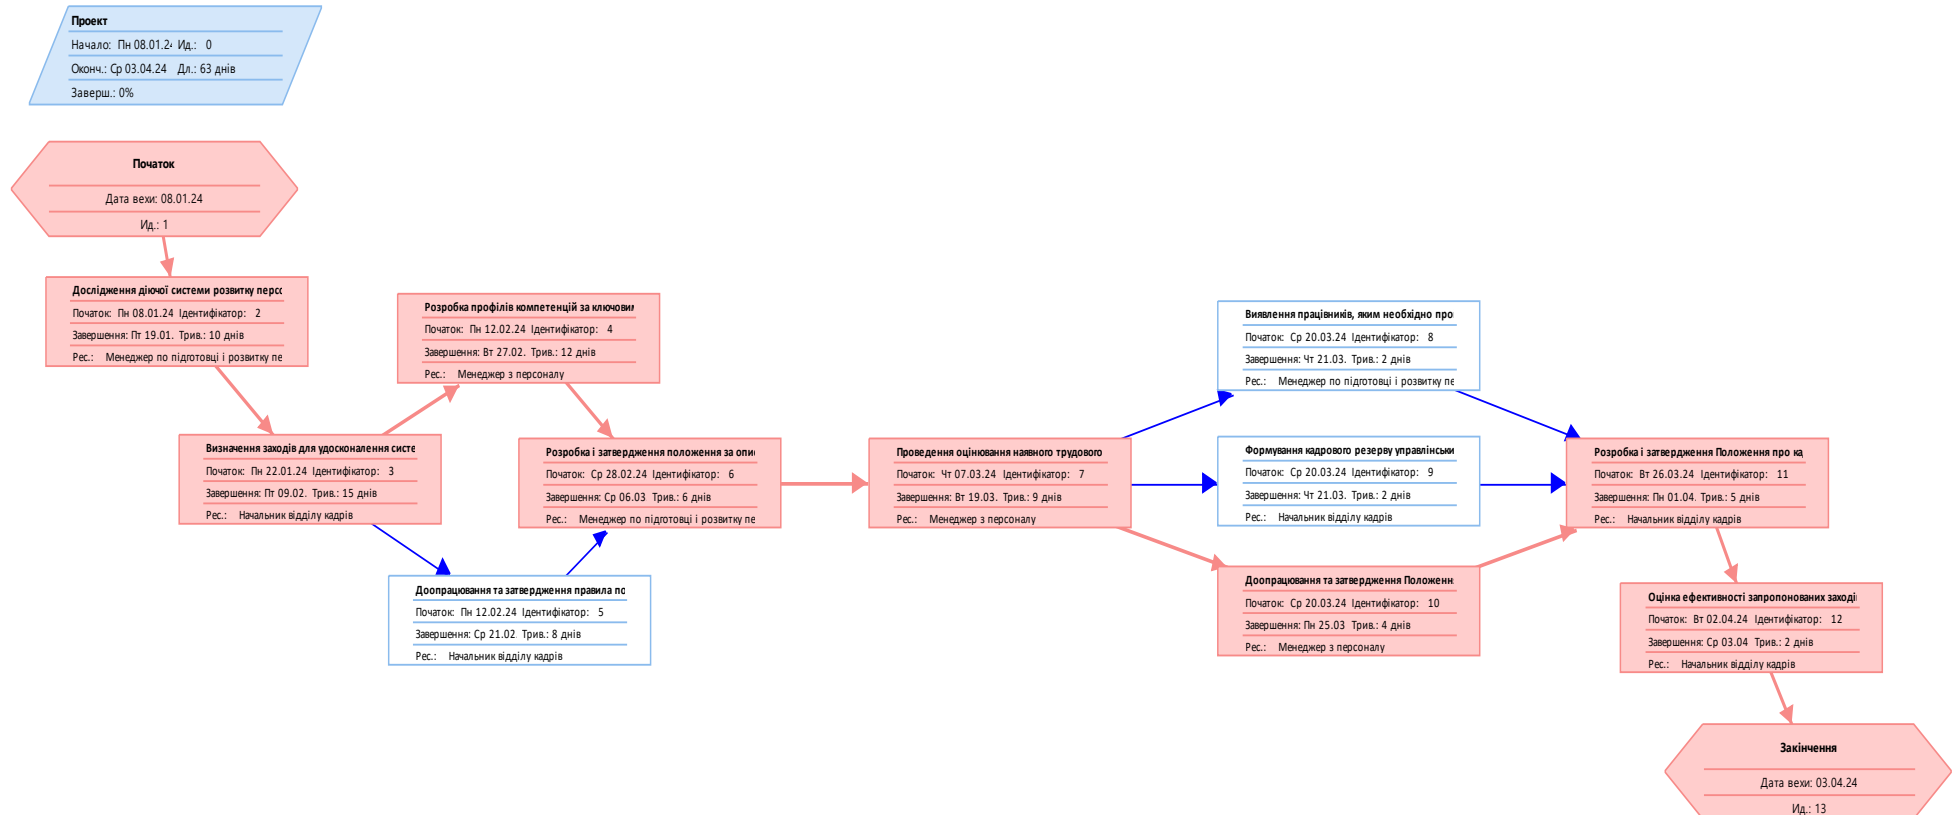 Проект
Начало: Пн 08.01.24 Ид.: 0
Оконч.: Ср 03.04.24 Дл.: 63 днів
Заверш.: 0%
Початок
Дата вехи: 08.01.24
Ид.: 1
Дослідження діючої системи розвитку персо
Початок: Пн 08.01.24 Ідентифікатор: 2
Завершення: Пт 19.01. Трив.: 10 днів
Рес.: Менеджер по підготовці і розвитку пе
Визначення заходів для удосконалення систе
Початок: Пн 22.01.24 Ідентифікатор: 3
Завершення: Пт 09.02. Трив.: 15 днів
Рес.: Начальник відділу кадрів
Розробка профілів компетенцій за ключовим
Початок: Пн 12.02.24 Ідентифікатор: 4
Завершення: Вт 27.02. Трив.: 12 днів
Рес.: Менеджер з персоналу
Доопрацювання та затвердження правила по
Початок: Пн 12.02.24 Ідентифікатор: 5
Завершення: Ср 21.02 Трив.: 8 днів
Рес.: Начальник відділу кадрів
Розробка і затвердження положення за опи
Початок: Ср 28.02.24 Ідентифікатор: 6
Завершення: Ср 06.03 Трив.: 6 днів
Рес.: Менеджер по підготовці і розвитку пе
Проведення оцінювання наявного трудового
Початок: Чт 07.03.24 Ідентифікатор: 7
Завершення: Вт 19.03. Трив.: 9 днів
Рес.: Менеджер з персоналу
Виявлення працівників, яким необхідно про
Початок: Ср 20.03.24 Ідентифікатор: 8
Завершення: Чт 21.03. Трив.: 2 днів
Рес.: Менеджер по підготовці і розвитку пе
Формування кадрового резерву управлінськи
Початок: Ср 20.03.24 Ідентифікатор: 9
Завершення: Чт 21.03. Трив.: 2 днів
Рес.: Начальник відділу кадрів
Доопрацювання та затвердження Положенн
Початок: Ср 20.03.24 Ідентифікатор: 10
Завершення: Пн 25.03 Трив.: 4 днів
Рес.: Менеджер з персоналу
Розробка і затвердження Положення про ка
Початок: Вт 26.03.24 Ідентифікатор: 11
Завершення: Пн 01.04. Трив.: 5 днів
Рес.: Начальник відділу кадрів
Оцінка ефективності запропонованих заході
Початок: Вт 02.04.24 Ідентифікатор: 12
Завершення: Ср 03.04 Трив.: 2 днів
Рес.: Начальник відділу кадрів
Закінчення
Дата вехи: 03.04.24
Ид.: 13